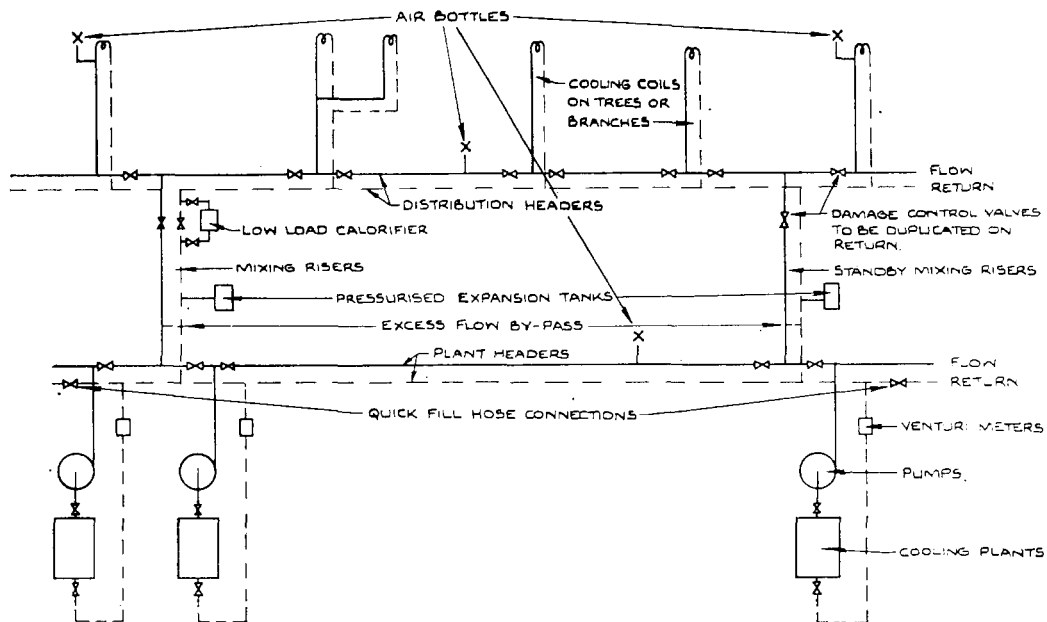 AIR BOTTLES
COOLING COILS
ON TREES OR
BRANCHES
FLOW
RETURN
DISTRIBUTION HEADERS
DAMAGE CONTROL VALVES
TO BE DUPLICATED ON
RETURN.
LOW LOAD CALORIFIER
MIXING RISERS
STANDBY MIXING RISERS
PRESSURISED EXPANSION TANKS
EXCESS FLOW BY-PASS
PLANT HEADERS
FLOW
RETURN
QUICK FILL HOSE CONNECTIONS
VENTURI METERS
PUMPS.
COOLING PLANTS